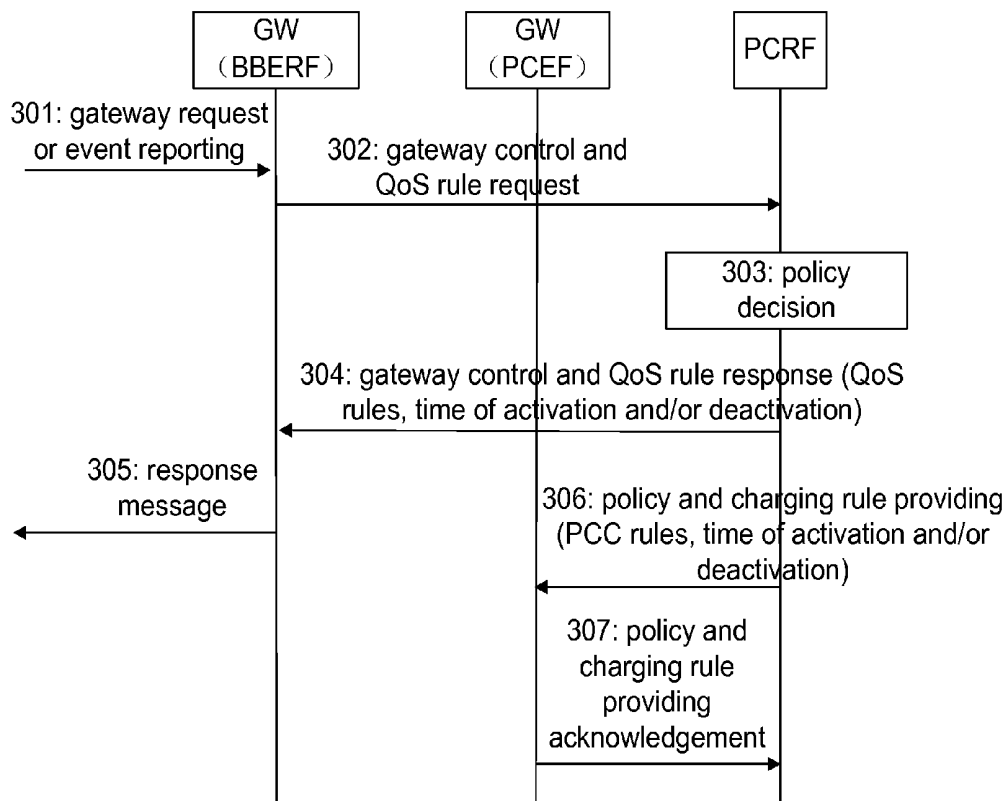 GW
（BBERF）
GW
（PCEF）
PCRF
301: gateway request
or event reporting
302: gateway control and
QoS rule request
303: policy
decision
304: gateway control and QoS rule response (QoS
rules, time of activation and/or deactivation)
305: response
message
306: policy and charging rule providing
(PCC rules, time of activation and/or
deactivation)
307: policy and
charging rule
providing
acknowledgement